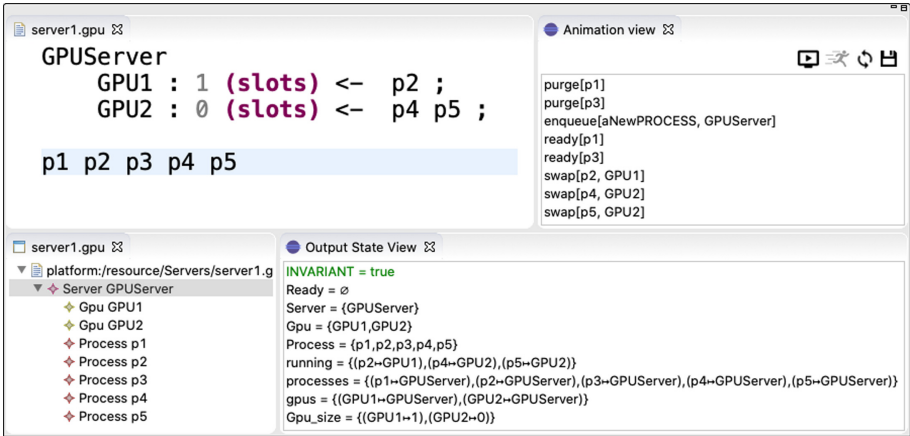 server1.gpu
GPUServer
GPU1 : 1 (slots) <- p2 ;
GPU2 : 0 (slots) <- p4 p5 ;
p1 p2 p3 p4 p5
Animation view
purge[p1]
purge[p3]
enqueue[aNewPROCESS, GPUServer]
ready[p1]
ready[p3]
swap[p2, GPU1]
swap[p4, GPU2]
swap[p5, GPU2]
server1.gpu
platform:/resource/Servers/server1.g
Server GPUServer
Gpu GPU1
Gpu GPU2
Process p1
Process p2
Process p3
Process p4
Process p5
Output State View
INVARIANT = true
Ready = ∅
Server = {GPUServer}
Gpu = {GPU1,GPU2}
Process = {p1,p2,p3,p4,p5}
running = {(p2↦GPU1),(p4↦GPU2),(p5↦GPU2)}
processes = {(p1↦GPUServer),(p2↦GPUServer),(p3↦GPUServer),(p4↦GPUServer),(p5↦GPUServer)}
gpus = {(GPU1↦GPUServer),(GPU2↦GPUServer)}
Gpu_size = {(GPU1↦1),(GPU2↦0)}